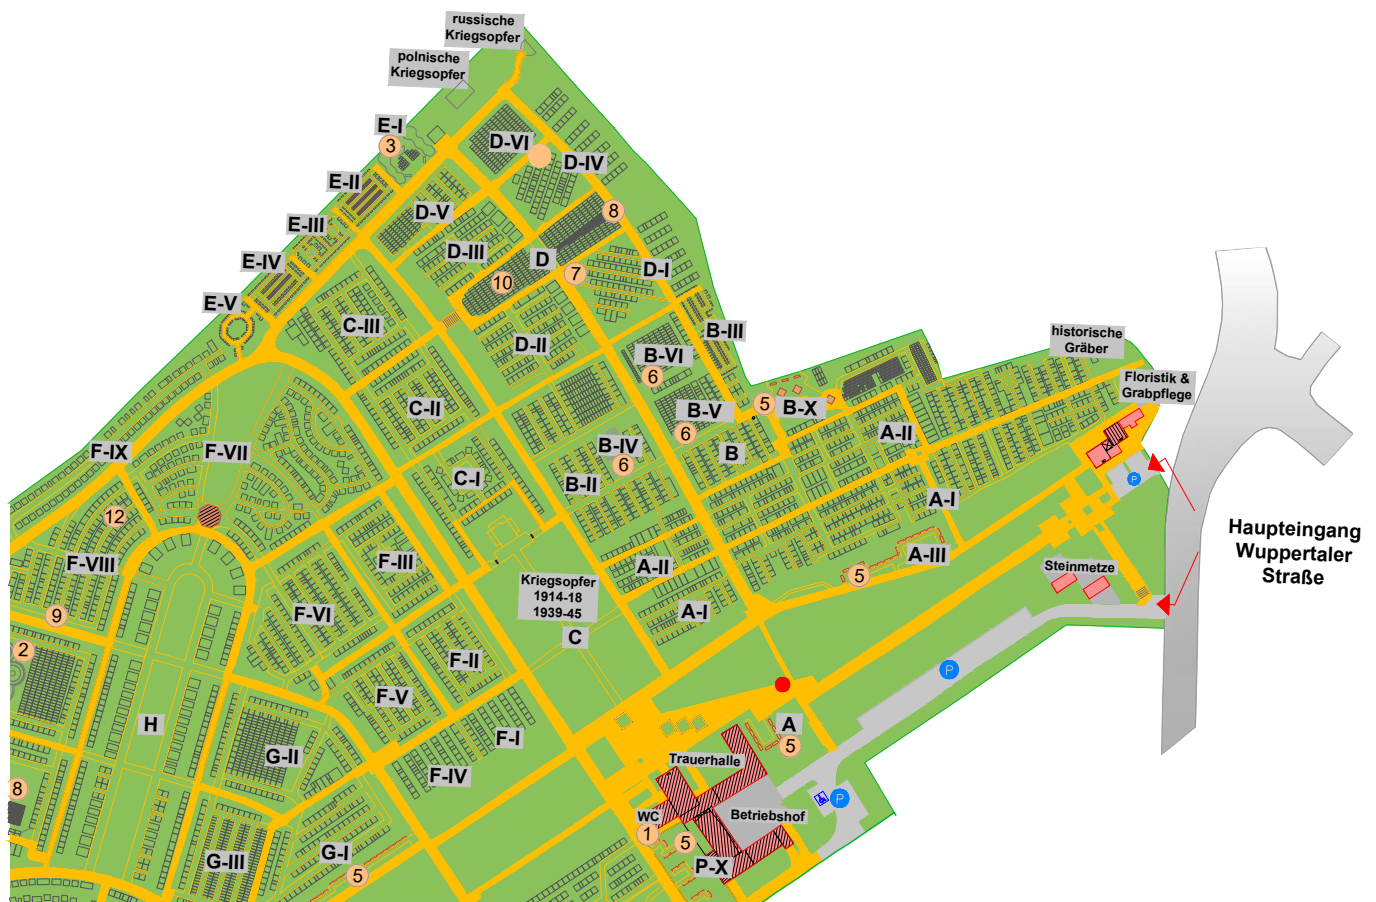 russische
Kriegsopfer
polnische
Kriegsopfer
E-I
3
D-VI
D-IV
E-II
D-V
8
E-III
D-III
D
E-IV
10
7
D-I
E-V
C-III
D-II
B-III
historische
Gräber
B-VI
6
Floristik &
Grabpflege
C-II
B-V
5
B-X
6
A-II
F-IX
F-VII
B-IV
B
6
C-I
B-II
P
A-I
12
Haupteingang
Wuppertaler
Straße
F-VIII
F-III
A-II
A-III
5
Steinmetze
Kriegsopfer
1914-18
1939-45
9
F-VI
A-I
C
2
F-II
P
F-V
H
A
F-I
5
G-II
Trauerhalle
F-IV
8
P
WC
Betriebshof
1
5
G-I
G-III
5
P-X